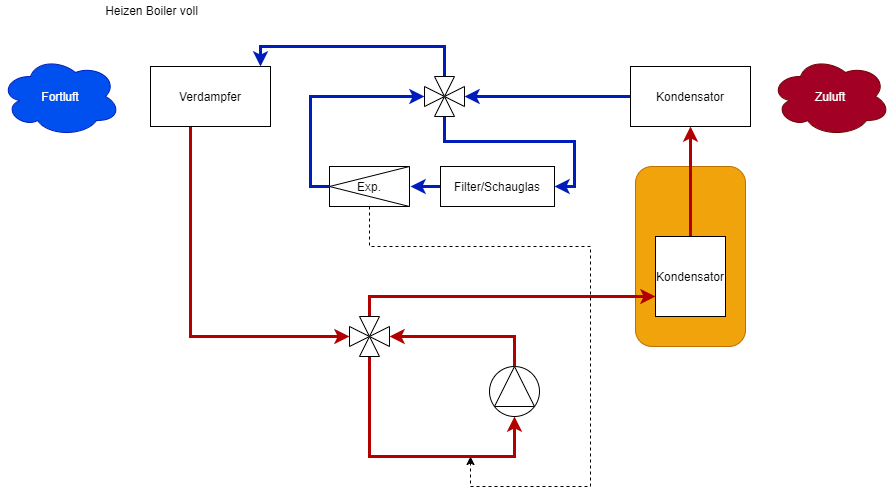 Heizen Boiler voll
Fortluft
Verdampfer
Kondensator
Zuluft
Exp.
Filter/Schauglas
Kondensator